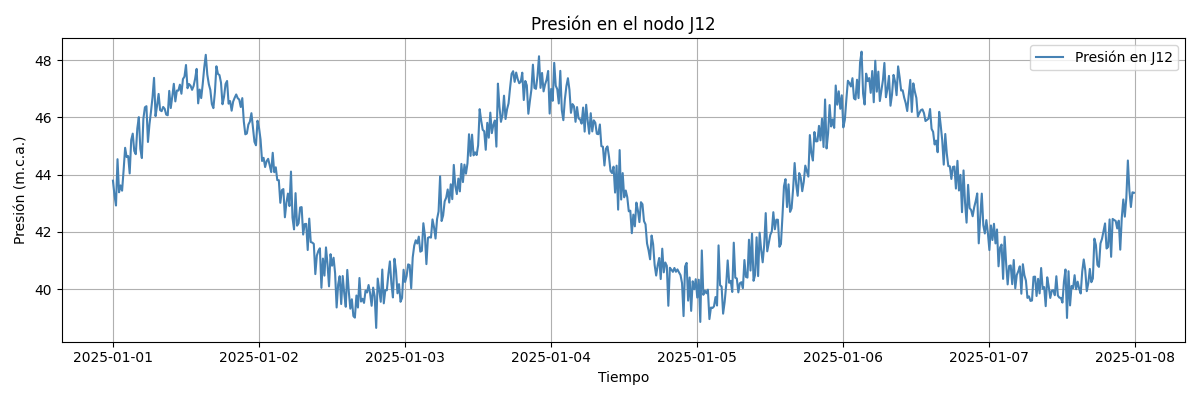 Presión en el nodo J12
Presión en J12
Presión (m.c.a.)
48
46
44
42
40
2025-01-01 2025-01-02 2025-01-03 2025-01-04 2025-01-05 2025-01-06 2025-01-07 2025-01-08
Tiempo